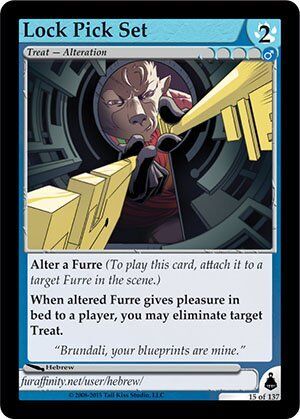 Lock Pick Set
2
Treat — Alteration
Alter a Furre (To play this card, attach it to
a target Furre in the scene.)
When altered Furre gives pleasure in
bed to a player, you may eliminate target
Treat.
"Brundali, your blueprints are mine."
Hebrew
furaffinity.net/user/hebrew/
© 2008-2015 Tall Kiss Studio, LLC
15 of 137